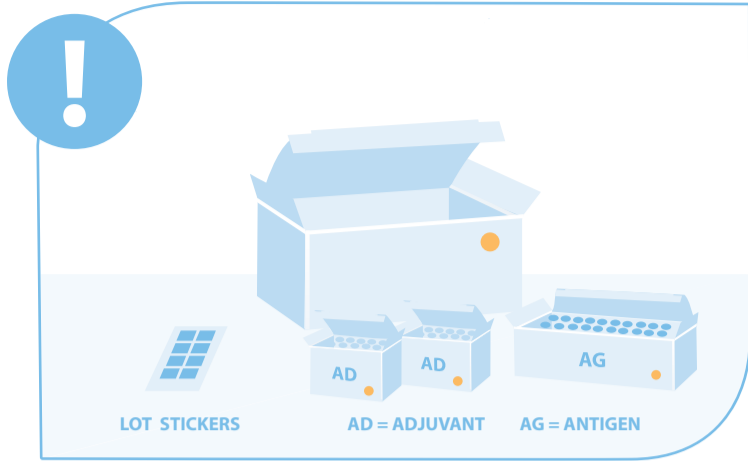 !
AD
AD
AG
LOT STICKERS
AD = ADJUVANT
AG = ANTIGEN